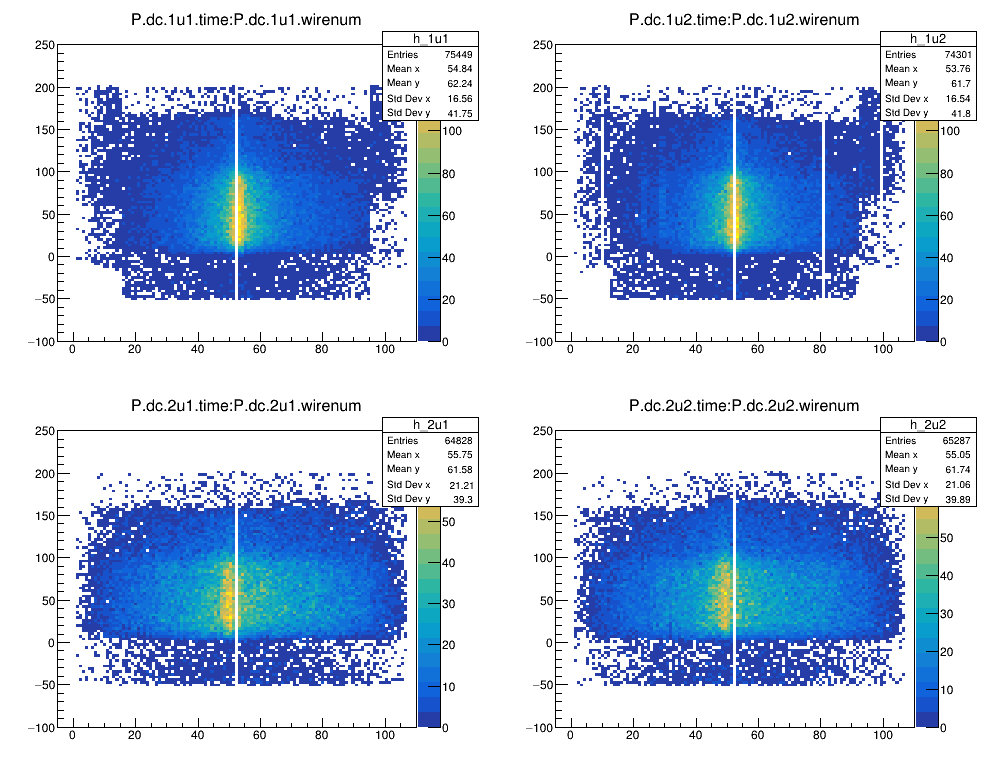 P.dc.1u1.time:P.dc.1u1.wirenum
h_1u1
Entries 75449
Mean x 54.84
Mean y 62.24
Std Dev x 16.56
Std Dev y 41.75
250
200
150
100
50
0
−50
−100
0 20 40 60 80 100
100
80
60
40
20
0
P.dc.1u2.time:P.dc.1u2.wirenum
h_1u2
Entries 74301
Mean x 53.76
Mean y 61.7
Std Dev x 16.54
Std Dev y 41.8
250
200
150
100
50
0
−50
−100
0 20 40 60 80 100
100
80
60
40
20
0
P.dc.2u1.time:P.dc.2u1.wirenum
h_2u1
Entries 64828
Mean x 55.75
Mean y 61.58
Std Dev x 21.21
Std Dev y 39.3
250
200
150
100
50
0
−50
−100
0 20 40 60 80 100
50
40
30
20
10
0
P.dc.2u2.time:P.dc.2u2.wirenum
h_2u2
Entries 65287
Mean x 55.05
Mean y 61.74
Std Dev x 21.06
Std Dev y 39.89
250
200
150
100
50
0
−50
−100
0 20 40 60 80 100
50
40
30
20
10
0